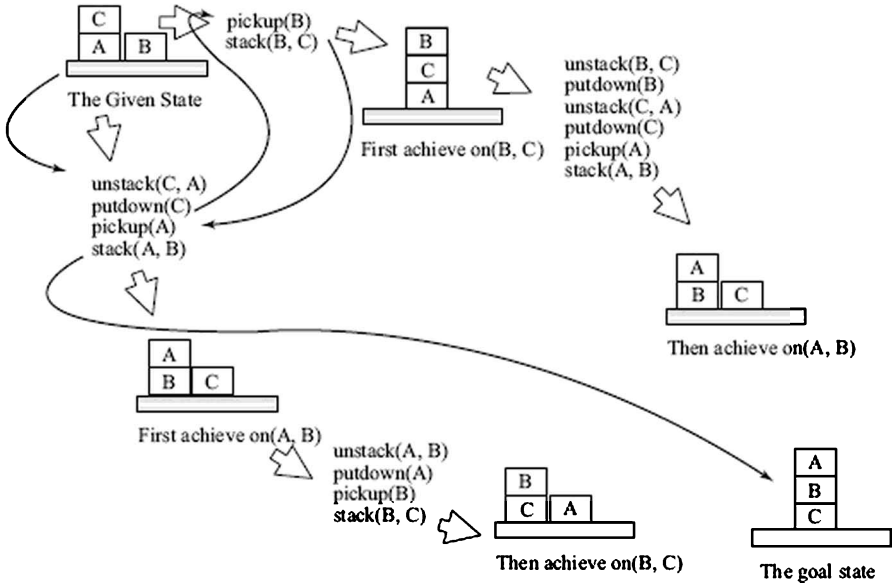 C
A B
The Given State
pickup(B)
stack(B, C)
B
C
A
First achieve on(B, C)
unstack(B, C)
putdown(B)
unstack(C, A)
putdown(C)
pickup(A)
stack(A, B)
A
B C
Then achieve on(A, B)
unstack(C, A)
putdown(C)
pickup(A)
stack(A, B)
A
B C
First achieve on(A, B)
unstack(A, B)
putdown(A)
pickup(B)
stack(B, C)
B
C A
Then achieve on(B, C)
A
B
C
The goal state